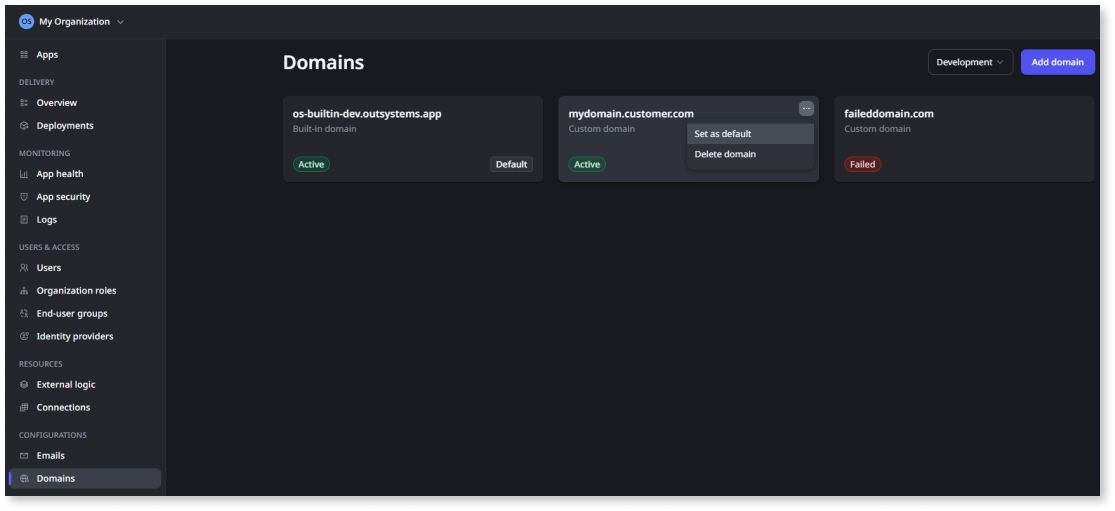 OS My Organization
Apps
DELIVERY
Overview
Deployments
MONITORING
App health
App security
Logs
USERS & ACCESS
Users
Organization roles
End-user groups
Identity providers
RESOURCES
External logic
Connections
CONFIGURATIONS
Emails
Domains
Domains
Development
Add domain
os-builtin-dev.outsystems.app
Built-in domain
Active
Default
mydomain.customer.com
Custom domain
Active
Set as default
Delete domain
faileddomain.com
Custom domain
Failed